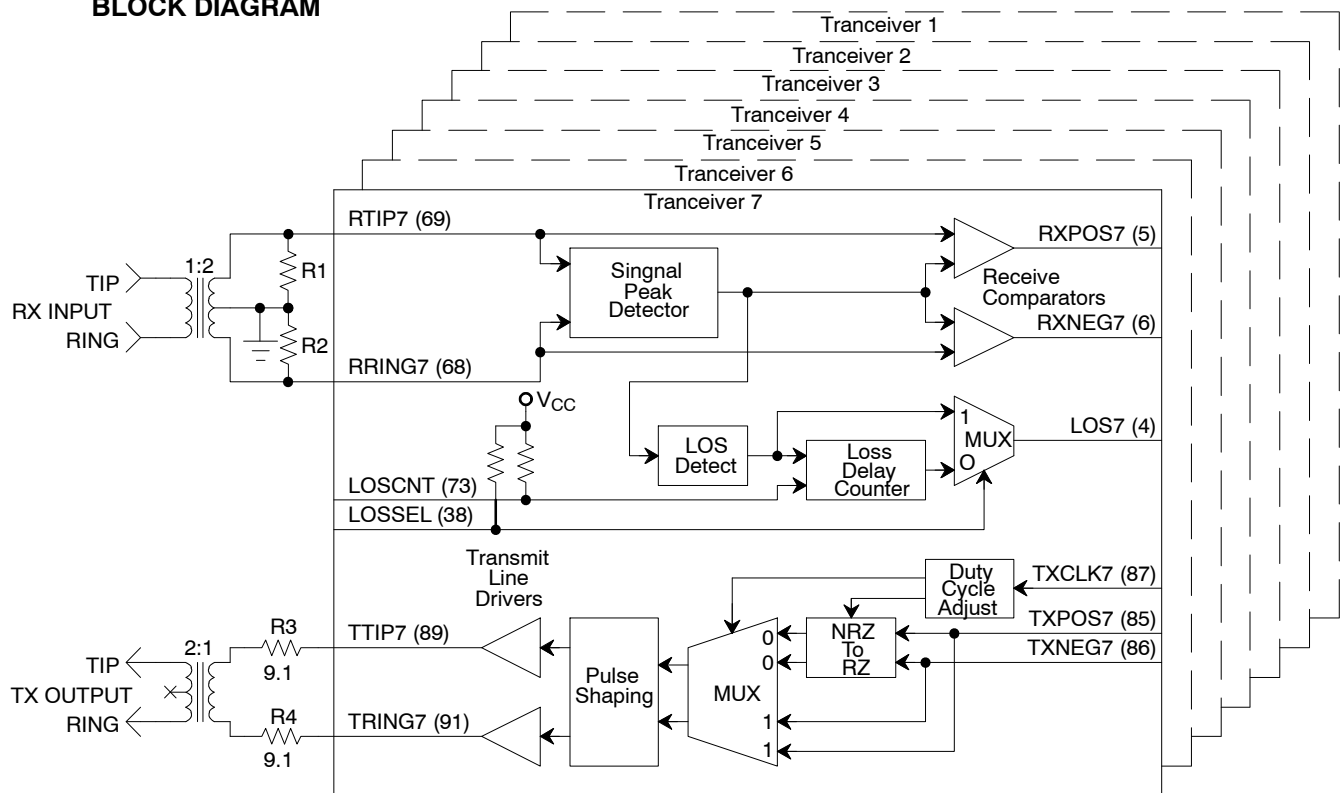 BLOCK DIAGRAM
Tranceiver 1
Tranceiver 2
Tranceiver 3
Tranceiver 4
Tranceiver 5
Tranceiver 6
Tranceiver 7
RTIP7 (69)
RXPOS7 (5)
1:2
TIP
R1
Singnal
Peak
Detector
Receive
Comparators
RX INPUT
RING
R2
RXNEG7 (6)
RRING7 (68)
VCC
LOS
Detect
Loss
Delay
Counter
1
MUX
O
LOS7 (4)
LOSCNT (73)
LOSSEL (38)
Transmit
Line
Drivers
Duty
Cycle
Adjust
TXCLK7 (87)
TXPOS7 (85)
TXNEG7 (86)
2:1
R3
9.1
TTIP7 (89)
TIP
TX OUTPUT
RING
R4
9.1
TRING7 (91)
Pulse
Shaping
MUX
0
0
1
1
NRZ
To
RZ